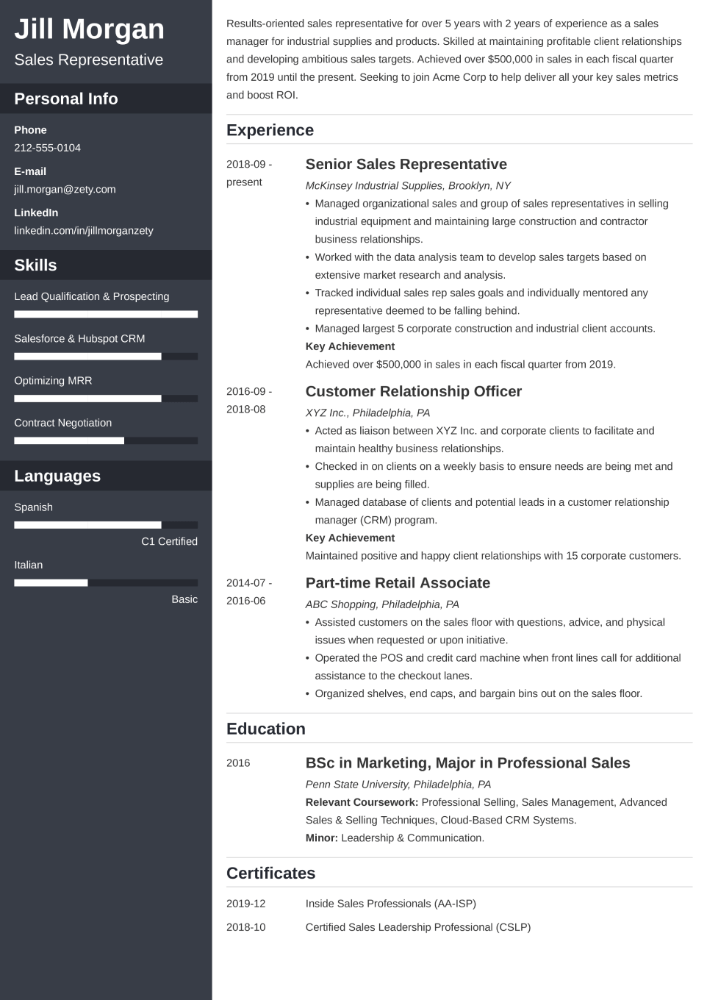 Jill Morgan
Sales Representative
Personal Info
Phone
212-555-0104
E-mail
jill.morgan@zety.com
LinkedIn
linkedin.com/in/jillmorganzety
Skills
Lead Qualification & Prospecting
Salesforce & Hubspot CRM
Optimizing MRR
Contract Negotiation
Languages
Spanish
C1 Certified
Italian
Basic
Results-oriented sales representative for over 5 years with 2 years of experience as a sales
manager for industrial supplies and products. Skilled at maintaining profitable client relationships
and developing ambitious sales targets. Achieved over $500,000 in sales in each fiscal quarter
from 2019 until the present. Seeking to join Acme Corp to help deliver all your key sales metrics
and boost ROI.
Experience
2018-09 -
present
Senior Sales Representative
McKinsey Industrial Supplies, Brooklyn, NY
• Managed organizational sales and group of sales representatives in selling
industrial equipment and maintaining large construction and contractor
business relationships.
• Worked with the data analysis team to develop sales targets based on
extensive market research and analysis.
• Tracked individual sales rep sales goals and individually mentored any
representative deemed to be falling behind.
• Managed largest 5 corporate construction and industrial client accounts.
Key Achievement
Achieved over $500,000 in sales in each fiscal quarter from 2019.
2016-09 -
2018-08
Customer Relationship Officer
XYZ Inc., Philadelphia, PA
• Acted as liaison between XYZ Inc. and corporate clients to facilitate and
maintain healthy business relationships.
• Checked in on clients on a weekly basis to ensure needs are being met and
supplies are being filled.
• Managed database of clients and potential leads in a customer relationship
manager (CRM) program.
Key Achievement
Maintained positive and happy client relationships with 15 corporate customers.
2014-07 -
2016-06
Part-time Retail Associate
ABC Shopping, Philadelphia, PA
• Assisted customers on the sales floor with questions, advice, and physical
issues when requested or upon initiative.
• Operated the POS and credit card machine when front lines call for additional
assistance to the checkout lanes.
• Organized shelves, end caps, and bargain bins out on the sales floor.
Education
2016
BSc in Marketing, Major in Professional Sales
Penn State University, Philadelphia, PA
Relevant Coursework: Professional Selling, Sales Management, Advanced
Sales & Selling Techniques, Cloud-Based CRM Systems.
Minor: Leadership & Communication.
Certificates
2019-12 Inside Sales Professionals (AA-ISP)
2018-10 Certified Sales Leadership Professional (CSLP)